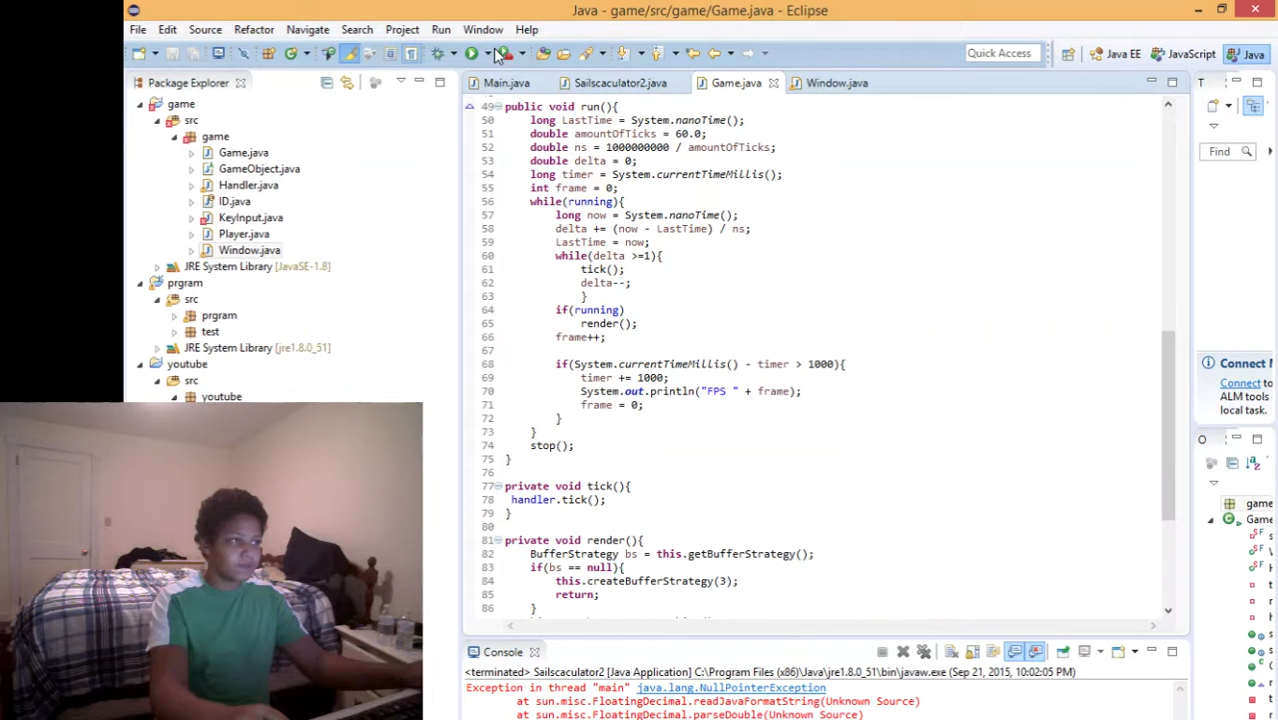 Java - game/src/game/Game.java - Eclipse
File Edit Source Refactor Navigate Search Project Run Window Help
Quick Access Java EE JavaScript Java
Package Explorer
game
src
game
Game.java
GameObject.java
Handler.java
ID.java
KeyInput.java
Player.java
Window.java
JRE System Library [JavaSE-1.8]
prgram
src
prgram
test
JRE System Library [jre1.8.0_51]
youtube
src
youtube
Main.java Sailscaculator2.java Game.java Window.java
49 public void run(){
50 long LastTime = System.nanoTime();
51 double amountOfTicks = 60.0;
52 double ns = 1000000000 / amountOfTicks;
53 double delta = 0;
54 long timer = System.currentTimeMillis();
55 int frame = 0;
56 while(running){
57 long now = System.nanoTime();
58 delta += (now - LastTime) / ns;
59 LastTime = now;
60 while(delta >=1){
61 tick();
62 delta--;
63 }
64 if(running)
65 render();
66 frame++;
67
68 if(System.currentTimeMillis() - timer > 1000){
69 timer += 1000;
70 System.out.println("FPS " + frame);
71 frame = 0;
72 }
73 }
74 stop();
75 }
76
77 private void tick(){
78 handler.tick();
79 }
80
81 private void render(){
82 BufferStrategy bs = this.getBufferStrategy();
83 if(bs == null){
84 this.createBufferStrategy(3);
85 return;
86 }
T
Find
Connect M
Connect to
ALM tools
local task.
O
game
Game
Console
<terminated> Sailscaculator2 [Java Application] C:\Program Files (x86)\Java\jre1.8.0_51\bin\javaw.exe (Sep 21, 2015, 10:02:05 PM)
Exception in thread "main" java.lang.NullPointerException
at sun.misc.FloatingDecimal.readJavaFormatString(Unknown Source)
at sun.misc.FloatingDecimal.parseDouble(Unknown Source)